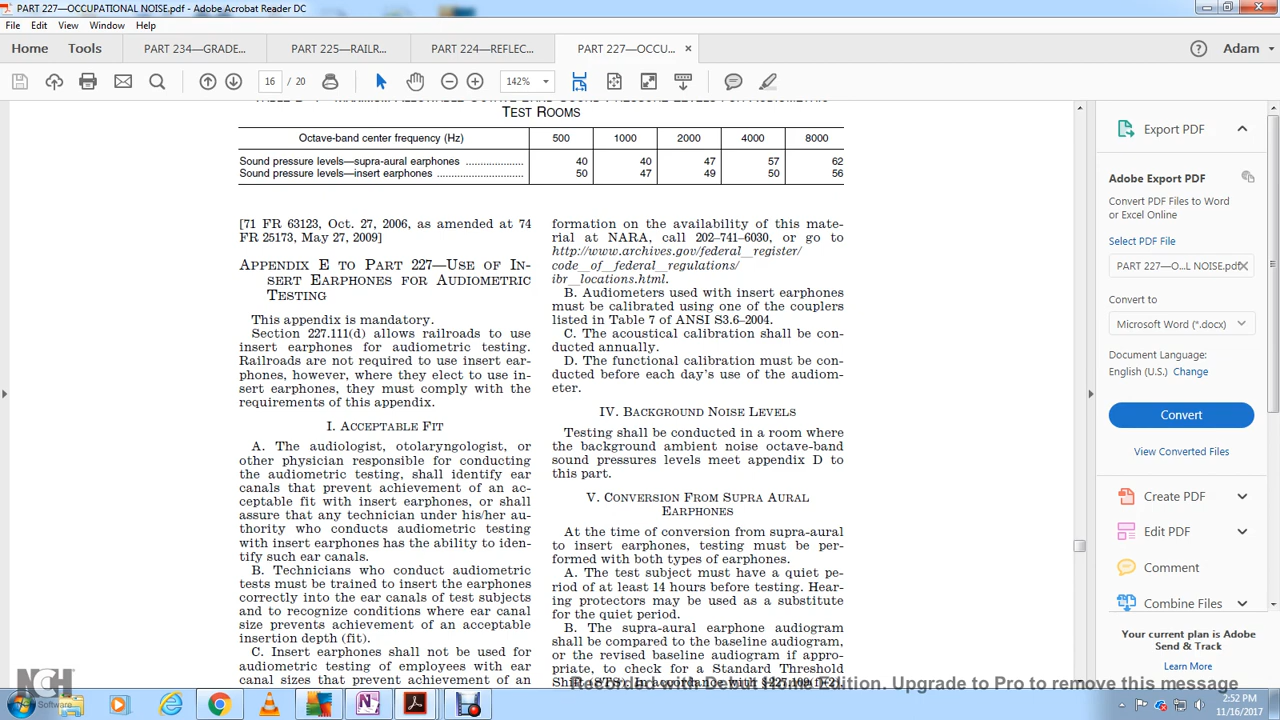 PART 227—OCCUPATIONAL NOISE.pdf - Adobe Acrobat Reader DC
File Edit View Window Help
Home Tools PART 234—GRADE... PART 225—RAILR... PART 224—REFLEC... PART 227—OCCU... × Adam
16 / 20 142%
TEST ROOMS
Octave-band center frequency (Hz) 500 1000 2000 4000 8000
Sound pressure levels—supra-aural earphones .................... 40 40 47 57 62
Sound pressure levels—insert earphones .............................. 50 47 49 50 56
[71 FR 63123, Oct. 27, 2006, as amended at 74
FR 25173, May 27, 2009]
APPENDIX E TO PART 227—USE OF IN-
SERT EARPHONES FOR AUDIOMETRIC
TESTING
This appendix is mandatory.
Section 227.111(d) allows railroads to use
insert earphones for audiometric testing.
Railroads are not required to use insert ear-
phones, however, where they elect to use in-
sert earphones, they must comply with the
requirements of this appendix.
I. ACCEPTABLE FIT
A. The audiologist, otolaryngologist, or
other physician responsible for conducting
the audiometric testing, shall identify ear
canals that prevent achievement of an ac-
ceptable fit with insert earphones, or shall
assure that any technician under his/her au-
thority who conducts audiometric testing
with insert earphones has the ability to iden-
tify such ear canals.
B. Technicians who conduct audiometric
tests must be trained to insert the earphones
correctly into the ear canals of test subjects
and to recognize conditions where ear canal
size prevents achievement of an acceptable
insertion depth (fit).
C. Insert earphones shall not be used for
audiometric testing of employees with ear
canal sizes that prevent achievement of an
formation on the availability of this mate-
rial at NARA, call 202–741–6030, or go to
http://www.archives.gov/federal_register/
code_of_federal_regulations/
ibr_locations.html.
B. Audiometers used with insert earphones
must be calibrated using one of the couplers
listed in Table 7 of ANSI S3.6–2004.
C. The acoustical calibration shall be con-
ducted annually.
D. The functional calibration must be con-
ducted before each day's use of the audiom-
eter.
IV. BACKGROUND NOISE LEVELS
Testing shall be conducted in a room where
the background ambient noise octave-band
sound pressures levels meet appendix D to
this part.
V. CONVERSION FROM SUPRA AURAL
EARPHONES
At the time of conversion from supra-aural
to insert earphones, testing must be per-
formed with both types of earphones.
A. The test subject must have a quiet pe-
riod of at least 14 hours before testing. Hear-
ing protectors may be used as a substitute
for the quiet period.
B. The supra-aural earphone audiogram
shall be compared to the baseline audiogram,
or the revised baseline audiogram if appro-
priate, to check for a Standard Threshold
Shift (STS)
Export PDF
Adobe Export PDF
Convert PDF Files to Word
or Excel Online
Select PDF File
PART 227—O...L NOISE.pdf
Convert to
Microsoft Word (*.docx)
Document Language:
English (U.S.) Change
Convert
View Converted Files
Create PDF
Edit PDF
Comment
Combine Files
Your current plan is Adobe
Send & Track
Learn More
Edition. Upgrade to Pro to remove this message
NCH Software
2:52 PM
11/16/2017